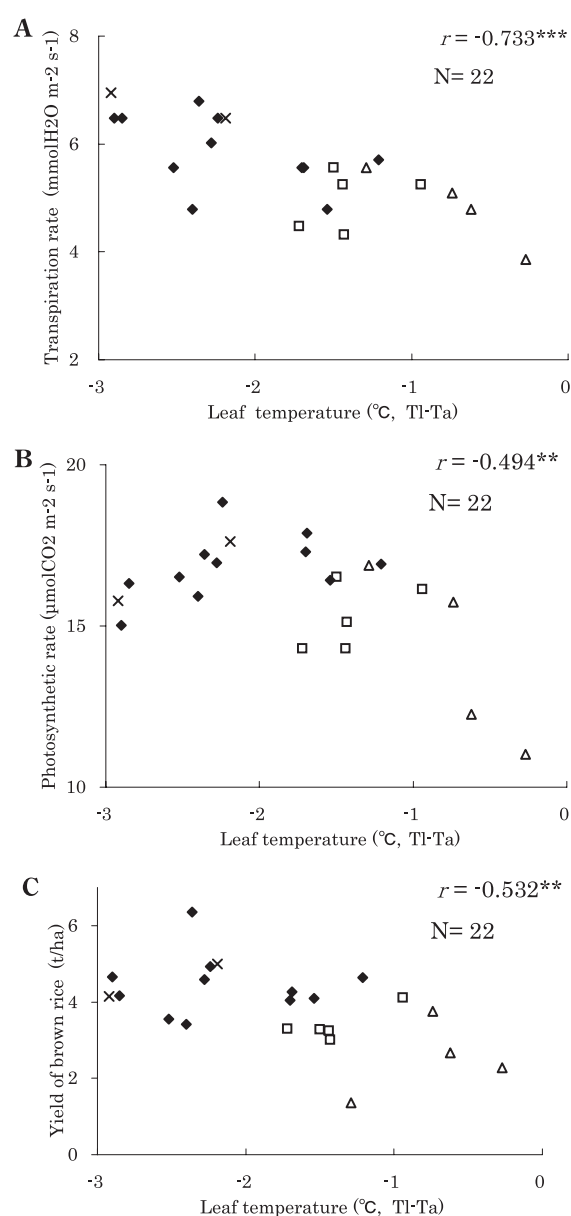 A
r = -0.733***
N= 22
Transpiration rate (mmolH2O m-2 s-1)
8
6
4
2
-3
-2
-1
0
Leaf temperature (℃, Tl-Ta)
B
r = -0.494**
N= 22
Photosynthetic rate (μmolCO2 m-2 s-1)
20
15
10
-3
-2
-1
0
Leaf temperature (℃, Tl-Ta)
C
r = -0.532**
N= 22
Yield of brown rice (t/ha)
6
4
2
0
-3
-2
-1
0
Leaf temperature (℃, Tl-Ta)